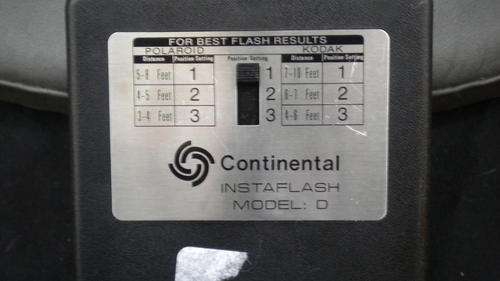 FOR BEST FLASH RESULTS
POLAROID KODAK
Distance Position Setting Position Setting Distance Position Setting
5-8 Feet 1 1 7-10 Feet 1
4-5 Feet 2 2 6-7 Feet 2
3-4 Feet 3 3 4-6 Feet 3
Continental
INSTAFLASH
MODEL: D